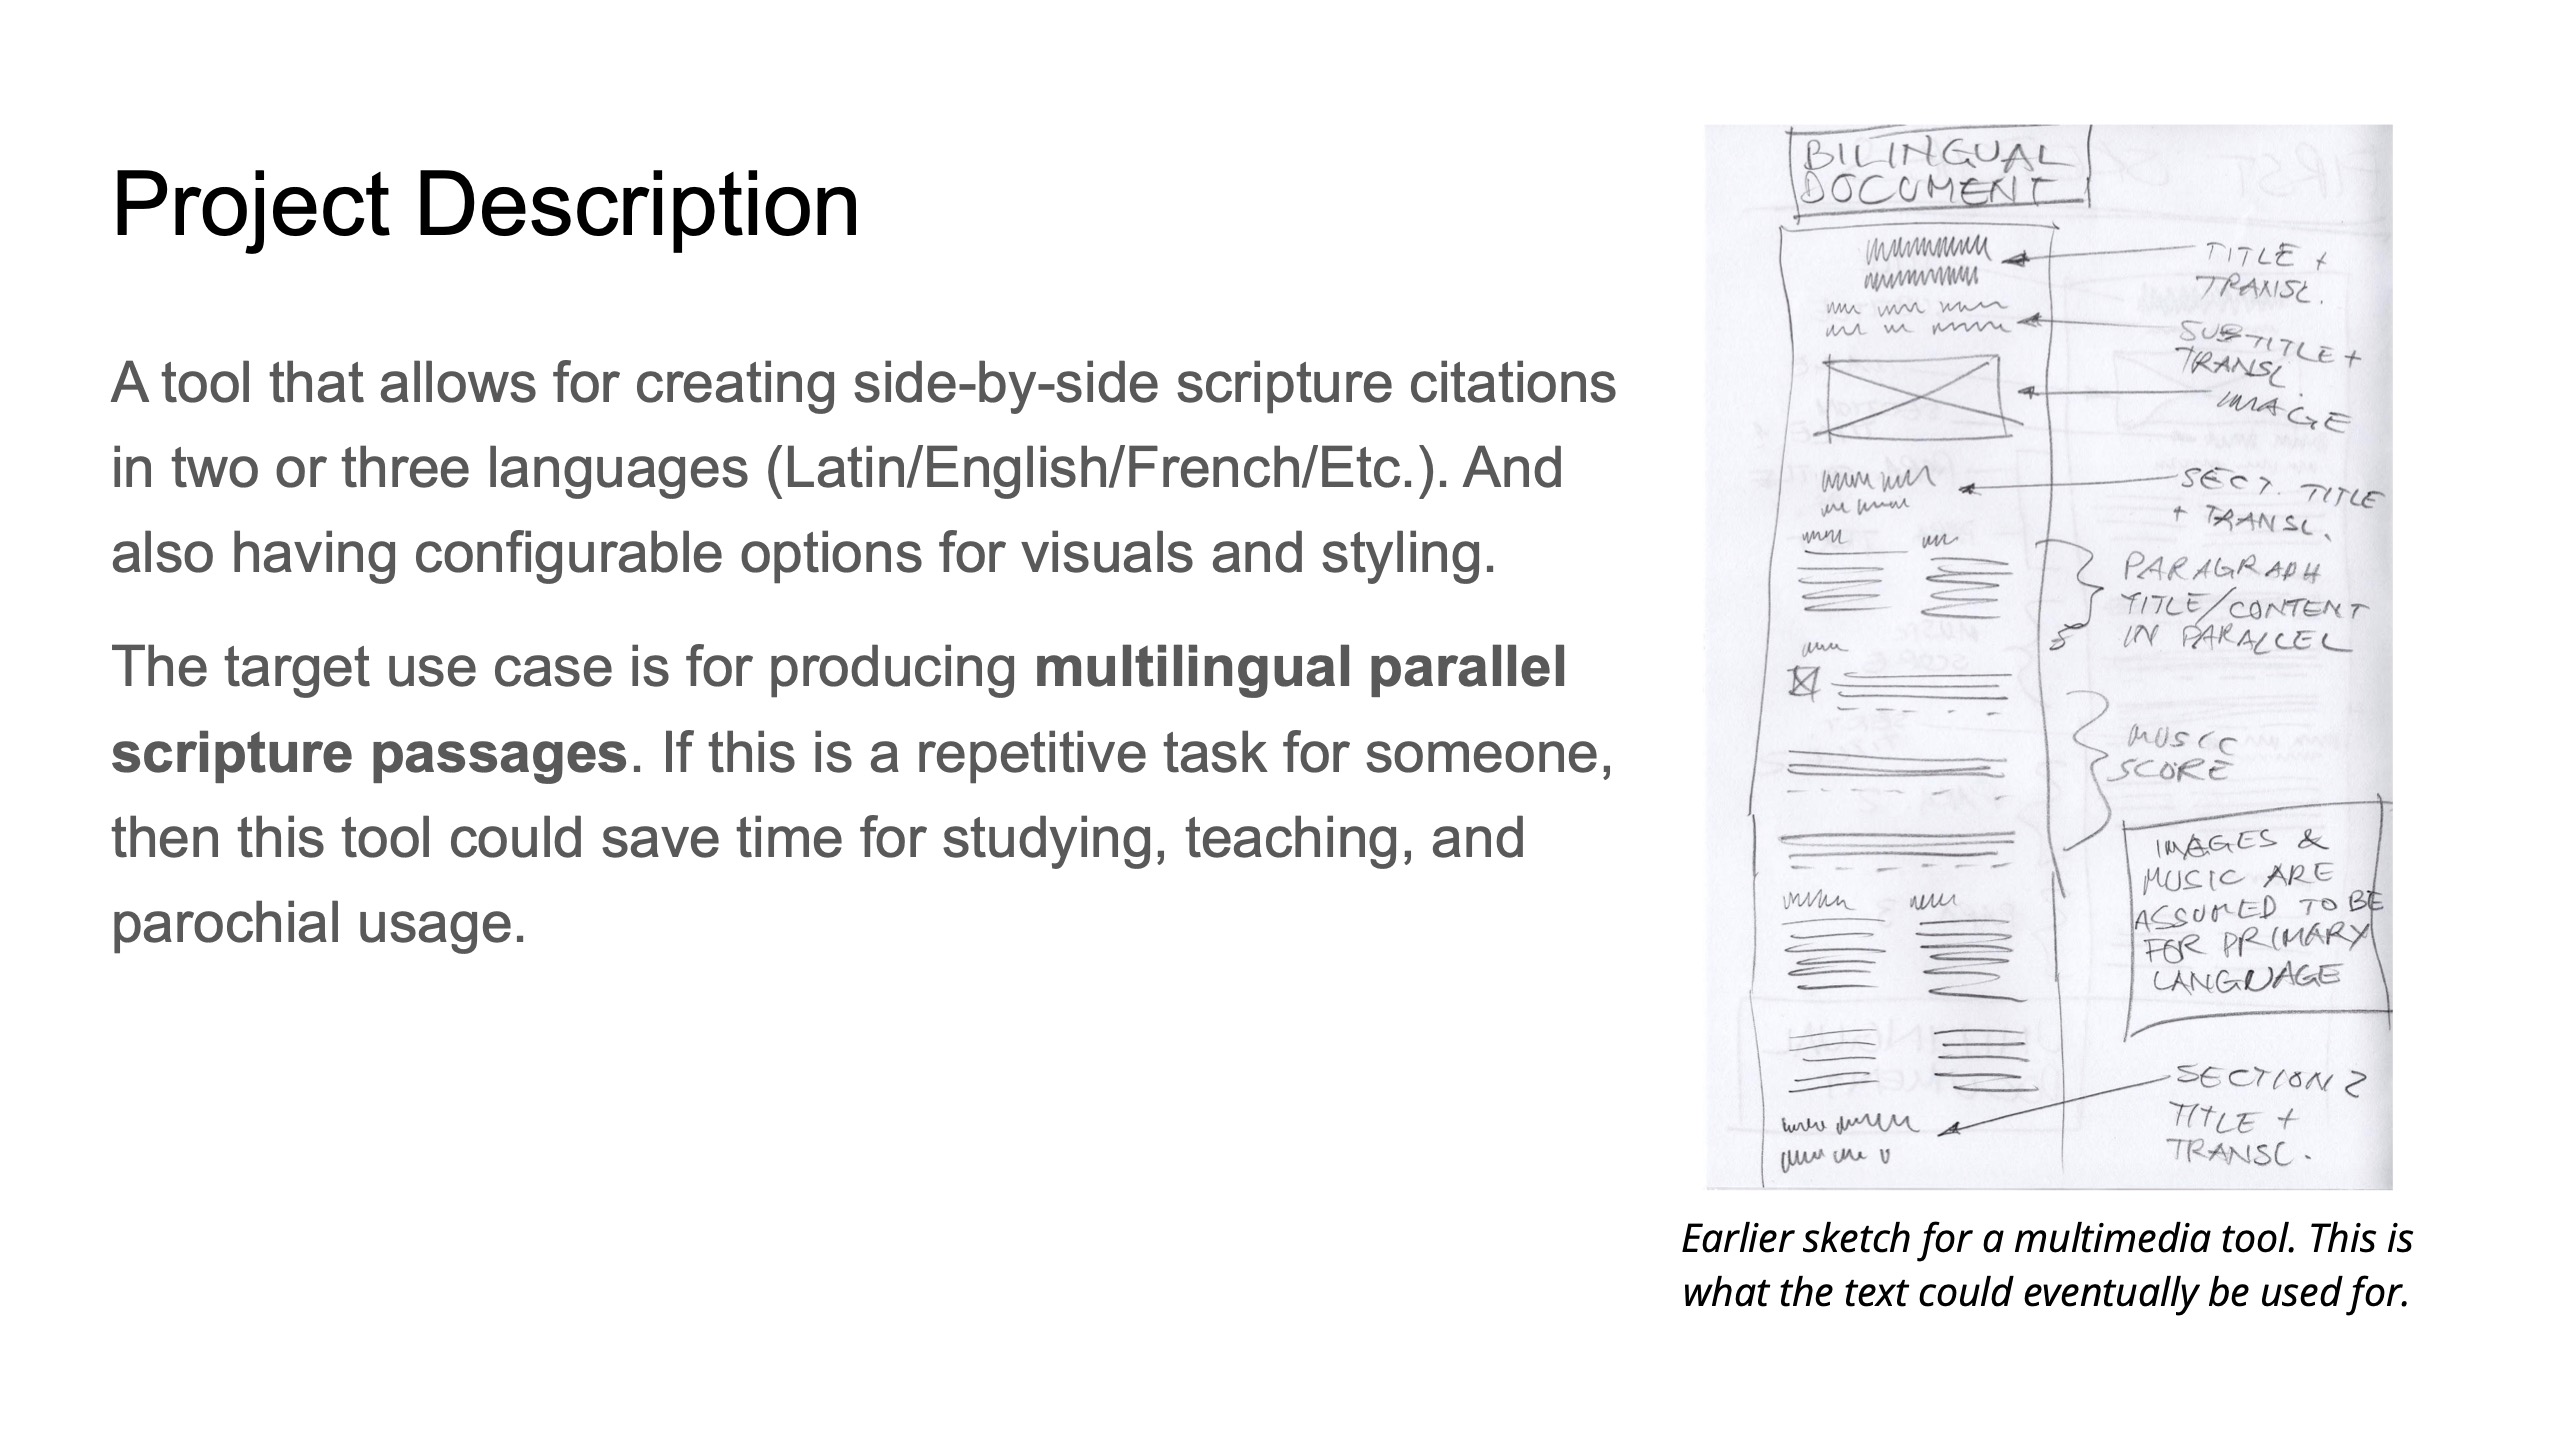 Project Description
A tool that allows for creating side-by-side scripture citations
in two or three languages (Latin/English/French/Etc.). And
also having configurable options for visuals and styling.
The target use case is for producing multilingual parallel
scripture passages. If this is a repetitive task for someone,
then this tool could save time for studying, teaching, and
parochial usage.
BILINGUAL
DOCUMENT
TITLE +
TRANSL.
SUBTITLE +
TRANSL.
IMAGE
SECT. TITLE
+ TRANSL.
PARAGRAPH
TITLE/CONTENT
IN PARALLEL
MUSIC
SCORE
IMAGES &
MUSIC ARE
ASSUMED TO BE
FOR PRIMARY
LANGUAGE
SECTION 2
TITLE +
TRANSL.
Earlier sketch for a multimedia tool. This is
what the text could eventually be used for.